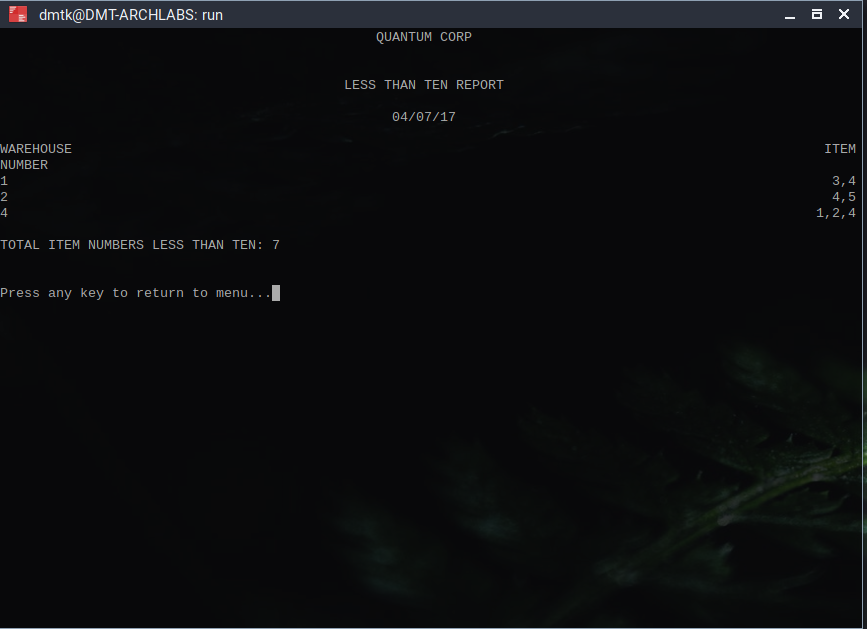 dmtk@DMT-ARCHLABS: run
QUANTUM CORP
LESS THAN TEN REPORT
04/07/17
WAREHOUSE ITEM
NUMBER
1 3,4
2 4,5
4 1,2,4
TOTAL ITEM NUMBERS LESS THAN TEN: 7
Press any key to return to menu...